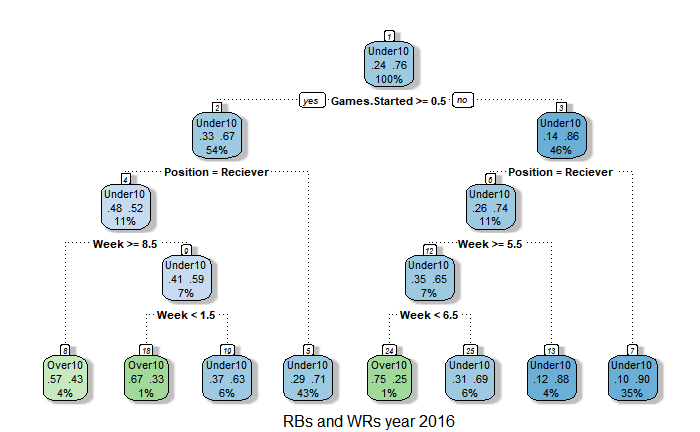 1
Under10
.24 .76
100%
yes Games.Started >= 0.5 no
2
Under10
.33 .67
54%
3
Under10
.14 .86
46%
Position = Reciever
Position = Reciever
4
Under10
.48 .52
11%
6
Under10
.26 .74
11%
Week >= 8.5
Week >= 5.5
9
Under10
.41 .59
7%
12
Under10
.35 .65
7%
Week < 1.5
Week < 6.5
8
Over10
.57 .43
4%
18
Over10
.67 .33
1%
19
Under10
.37 .63
6%
5
Under10
.29 .71
43%
24
Over10
.75 .25
1%
25
Under10
.31 .69
6%
13
Under10
.12 .88
4%
7
Under10
.10 .90
35%
RBs and WRs year 2016